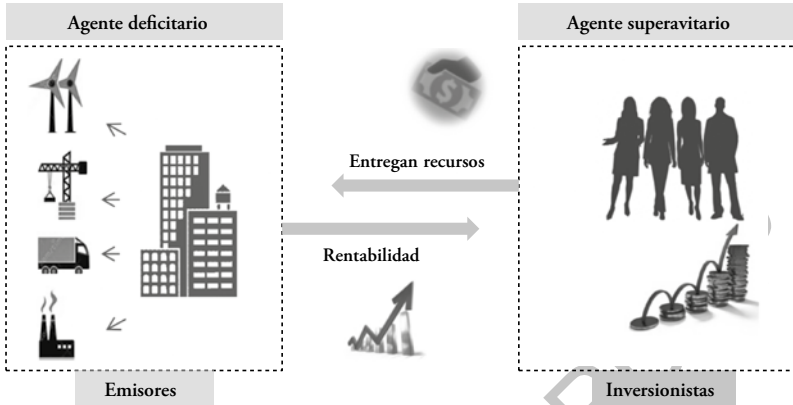 Agente deficitario
Agente superavitario
Entregan recursos
Rentabilidad
Emisores
Inversionistas